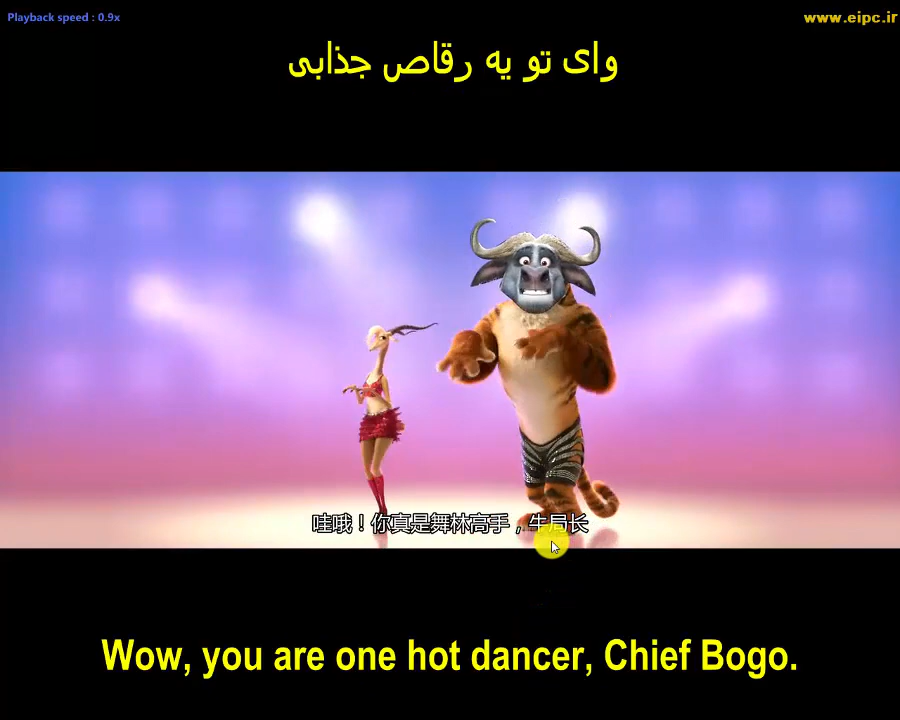 Playback speed : 0.9x
www.eipc.ir
وای تو یه رقاص جذابی
哇哦！你真是舞林高手，牛局长
Wow, you are one hot dancer, Chief Bogo.